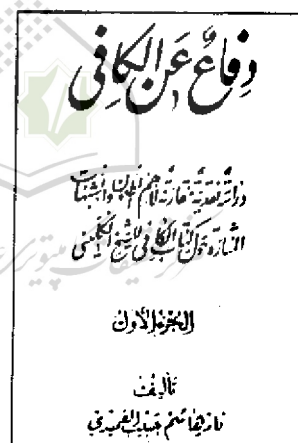 دفاع عن الكافي
دراسة نقدية مقارنة لأهم الطعون والشبهات
المثارة حول كتاب الكافي للشيخ الكليني
الجزء الأول
تأليف
ثامر هاشم حبيب العميدي